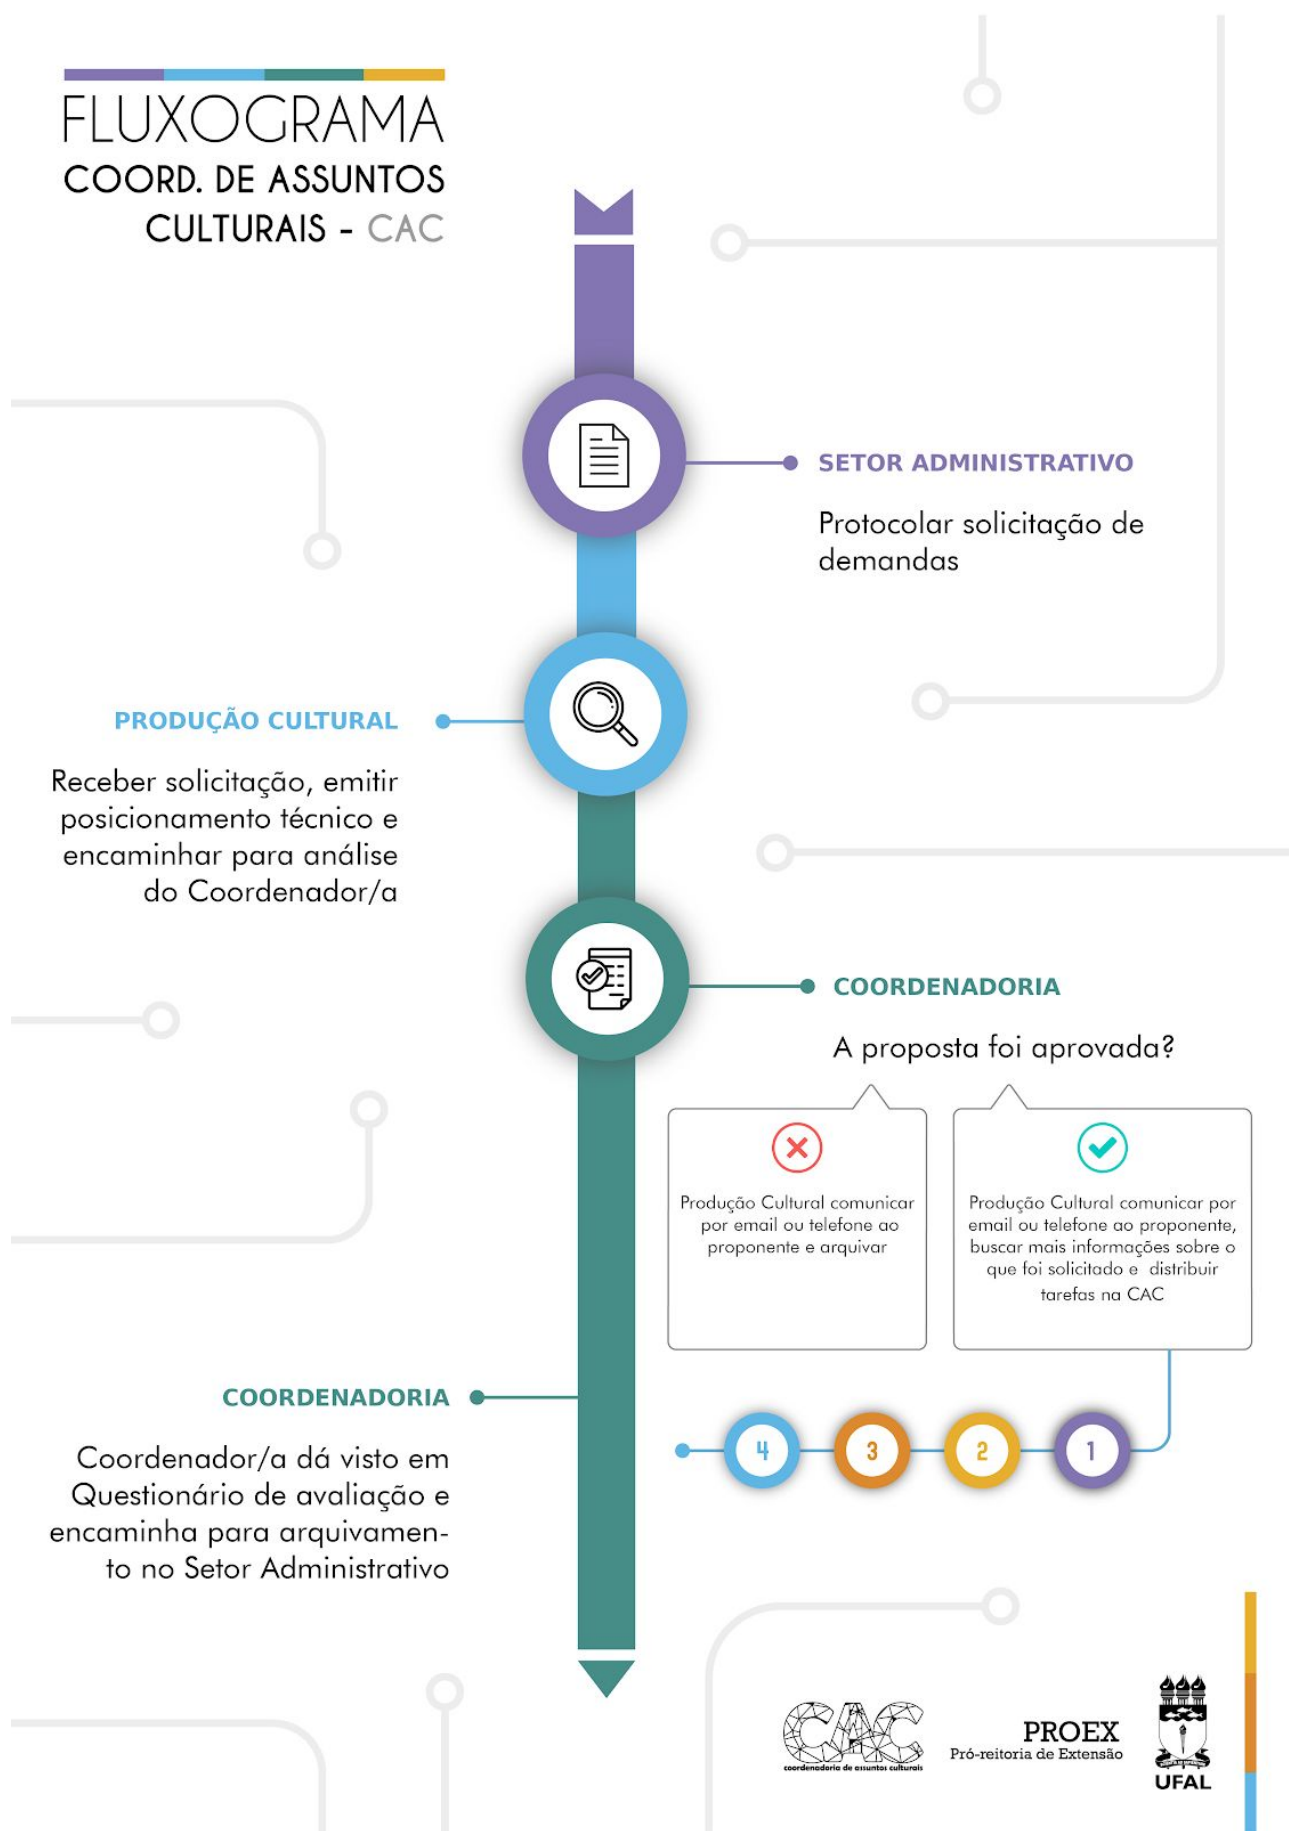 FLUXOGRAMA
COORD. DE ASSUNTOS
CULTURAIS - CAC
SETOR ADMINISTRATIVO
Protocolar solicitação de
demandas
PRODUÇÃO CULTURAL
Receber solicitação, emitir
posicionamento técnico e
encaminhar para análise
do Coordenador/a
COORDENADORIA
A proposta foi aprovada?
Produção Cultural comunicar
por email ou telefone ao
proponente e arquivar
Produção Cultural comunicar por
email ou telefone ao proponente,
buscar mais informações sobre o
que foi solicitado e distribuir
tarefas na CAC
4 3 2 1
COORDENADORIA
Coordenador/a dá visto em
Questionário de avaliação e
encaminha para arquivamen-
to no Setor Administrativo
CAC
coordenadoria de assuntos culturais
PROEX
Pró-reitoria de Extensão
UFAL